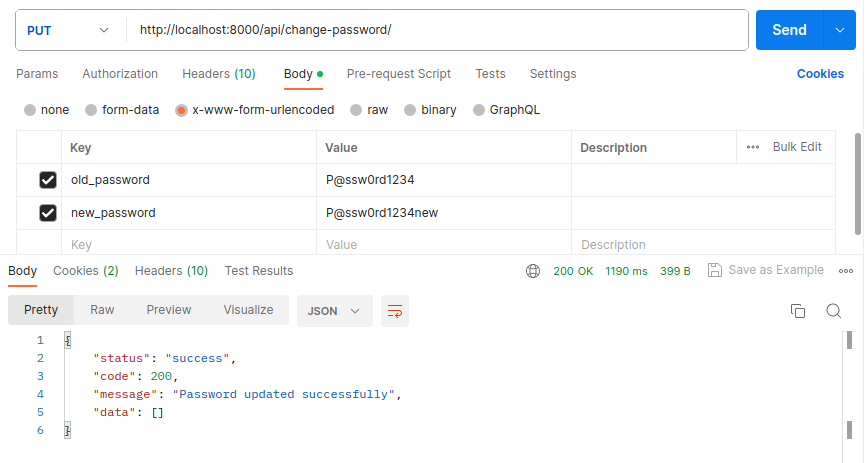 PUT http://localhost:8000/api/change-password/ Send
Params Authorization Headers (10) Body Pre-request Script Tests Settings Cookies
none form-data x-www-form-urlencoded raw binary GraphQL
Key Value Description ••• Bulk Edit
old_password P@ssw0rd1234
new_password P@ssw0rd1234new
Key Value Description
Body Cookies (2) Headers (10) Test Results 200 OK 1190 ms 399 B Save as Example
Pretty Raw Preview Visualize JSON
1 {
2 "status": "success",
3 "code": 200,
4 "message": "Password updated successfully",
5 "data": []
6 }